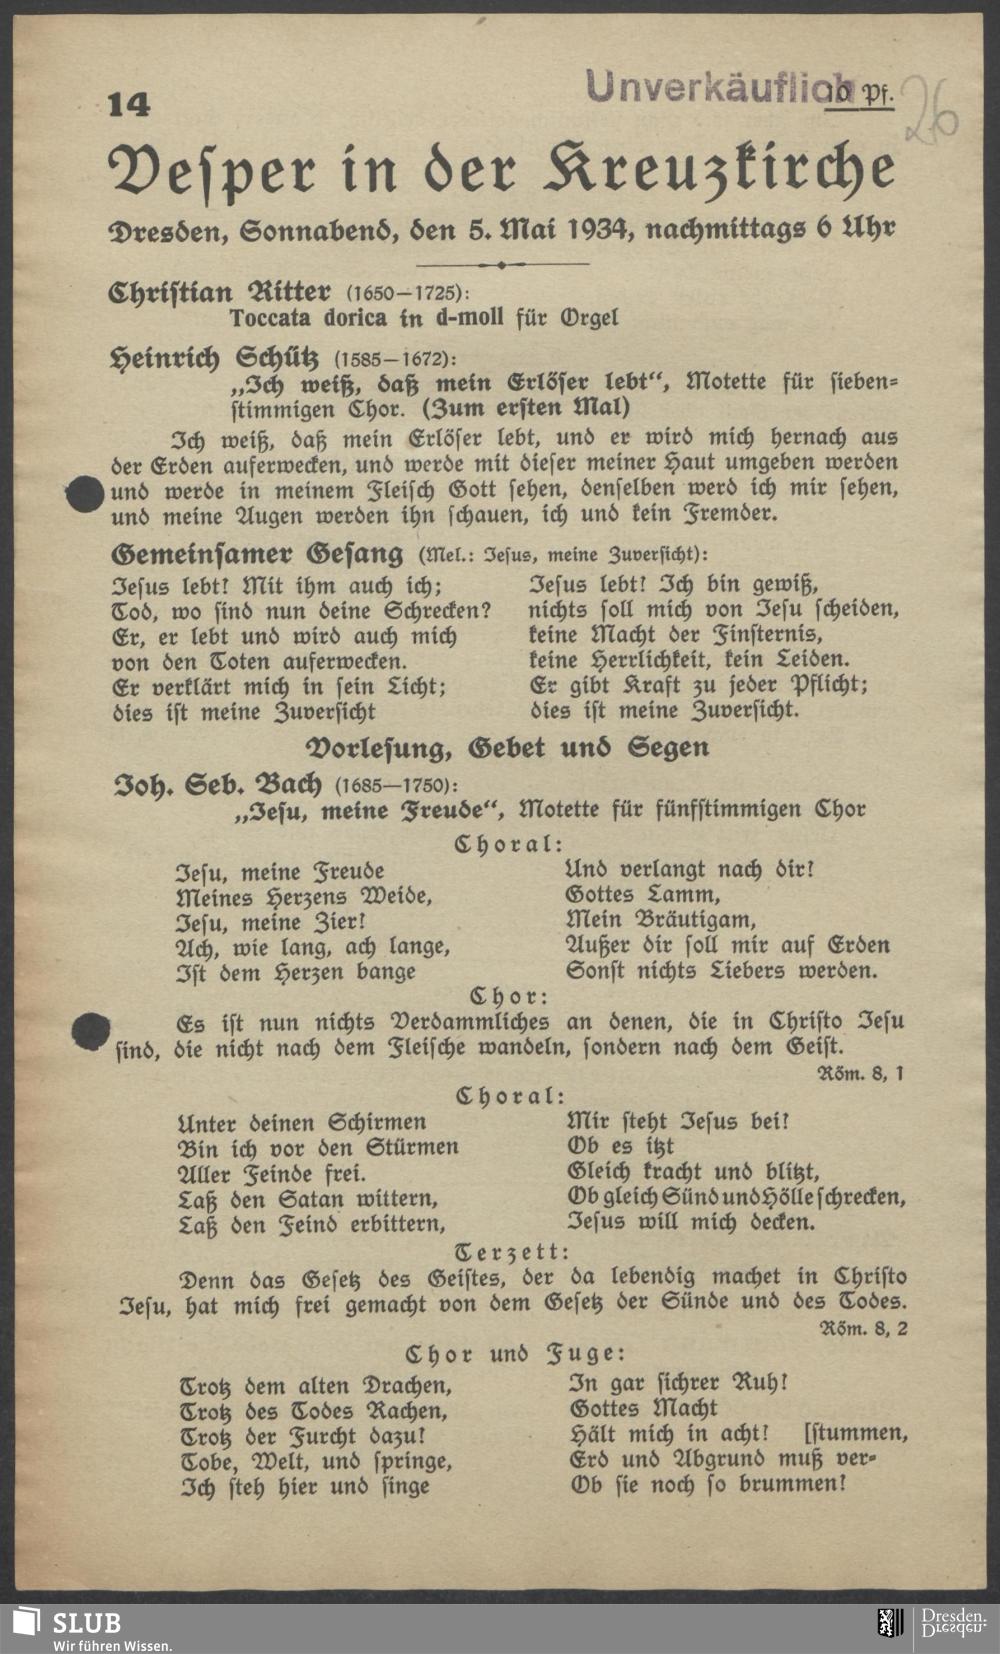 14
Unverkäuflich
10 Pf.
26
Vesper in der Kreuzkirche
Dresden, Sonnabend, den 5. Mai 1934, nachmittags 6 Uhr
Christian Ritter (1650—1725):
Toccata dorica in d-moll für Orgel
Heinrich Schütz (1585—1672):
„Ich weiß, daß mein Erlöser lebt“, Motette für sieben-
stimmigen Chor. (Zum ersten Mal)
Ich weiß, daß mein Erlöser lebt, und er wird mich hernach aus
der Erden auferwecken, und werde mit dieser meiner Haut umgeben werden
und werde in meinem Fleisch Gott sehen, denselben werd ich mir sehen,
und meine Augen werden ihn schauen, ich und kein Fremder.
Gemeinsamer Gesang (Mel.: Jesus, meine Zuversicht):
Jesus lebt! Mit ihm auch ich;
Tod, wo sind nun deine Schrecken?
Er, er lebt und wird auch mich
von den Toten auferwecken.
Er verklärt mich in sein Licht;
dies ist meine Zuversicht
Jesus lebt! Ich bin gewiß,
nichts soll mich von Jesu scheiden,
keine Macht der Finsternis,
keine Herrlichkeit, kein Leiden.
Er gibt Kraft zu jeder Pflicht;
dies ist meine Zuversicht.
Vorlesung, Gebet und Segen
Joh. Seb. Bach (1685—1750):
„Jesu, meine Freude“, Motette für fünfstimmigen Chor
Choral:
Jesu, meine Freude
Meines Herzens Weide,
Jesu, meine Zier!
Ach, wie lang, ach lange,
Ist dem Herzen bange
Und verlangt nach dir!
Gottes Lamm,
Mein Bräutigam,
Außer dir soll mir auf Erden
Sonst nichts Liebers werden.
Chor:
Es ist nun nichts Verdammliches an denen, die in Christo Jesu
sind, die nicht nach dem Fleische wandeln, sondern nach dem Geist.
Röm. 8, 1
Choral:
Unter deinen Schirmen
Bin ich vor den Stürmen
Aller Feinde frei.
Laß den Satan wittern,
Laß den Feind erbittern,
Mir steht Jesus bei!
Ob es itzt
Gleich kracht und blitzt,
Ob gleich Sünd und Hölle schrecken,
Jesus will mich decken.
Terzett:
Denn das Gesetz des Geistes, der da lebendig machet in Christo
Jesu, hat mich frei gemacht von dem Gesetz der Sünde und des Todes.
Röm. 8, 2
Chor und Fuge:
Trotz dem alten Drachen,
Trotz des Todes Rachen,
Trotz der Furcht dazu!
Tobe, Welt, und springe,
Ich steh hier und singe
In gar sichrer Ruh!
Gottes Macht
Hält mich in acht! [stummen,
Erd und Abgrund muß ver-
Ob sie noch so brummen!
SLUB
Wir führen Wissen.
Dresden.
Dresden.